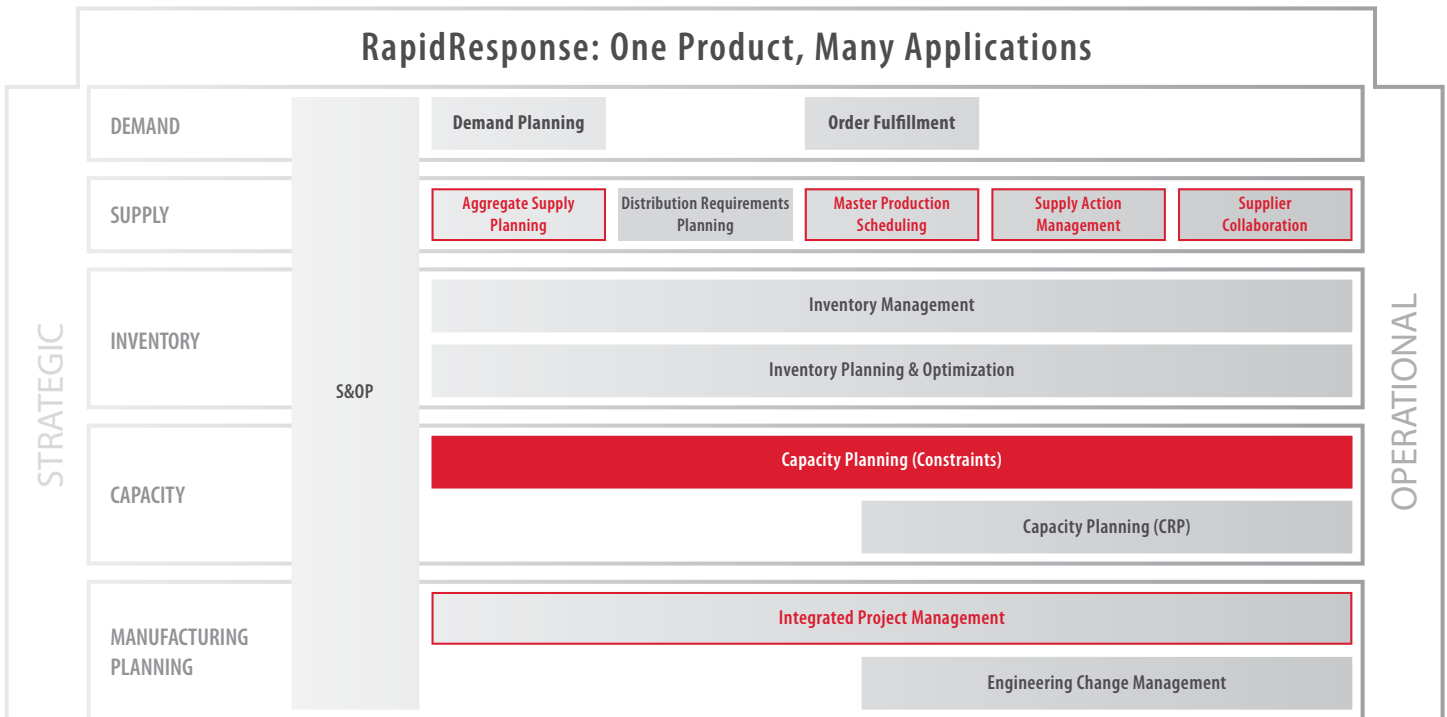 RapidResponse: One Product, Many Applications
STRATEGIC
OPERATIONAL
S&OP
DEMAND
Demand Planning
Order Fulfillment
SUPPLY
Aggregate Supply
Planning
Distribution Requirements
Planning
Master Production
Scheduling
Supply Action
Management
Supplier
Collaboration
INVENTORY
Inventory Management
Inventory Planning & Optimization
CAPACITY
Capacity Planning (Constraints)
Capacity Planning (CRP)
MANUFACTURING
PLANNING
Integrated Project Management
Engineering Change Management